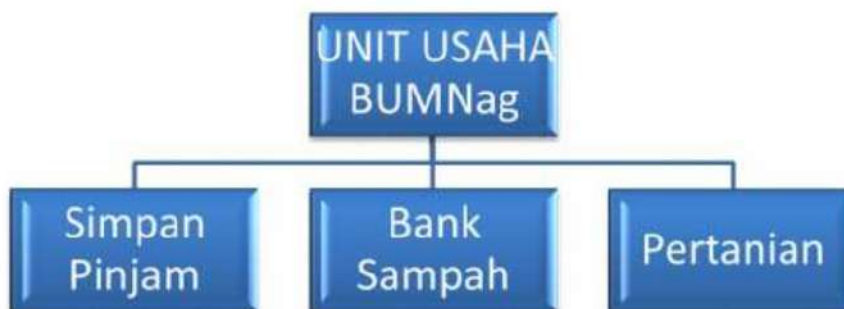 UNIT USAHA
BUMNag
Simpan
Pinjam
Bank
Sampah
Pertanian